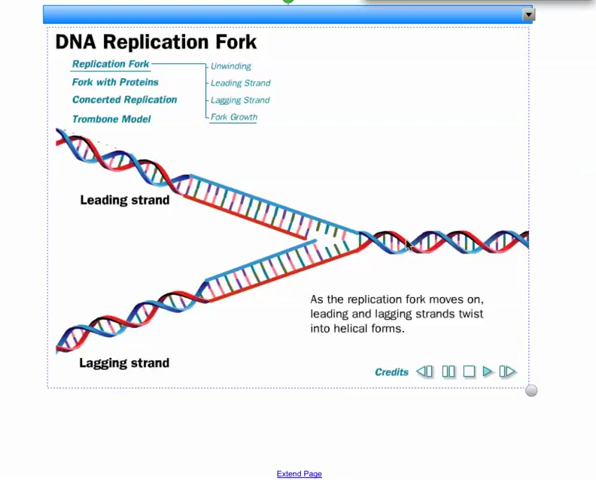 DNA Replication Fork
Replication Fork
Unwinding
Fork with Proteins
Leading Strand
Concerted Replication
Lagging Strand
Trombone Model
Fork Growth
Leading strand
As the replication fork moves on,
leading and lagging strands twist
into helical forms.
Lagging strand
Credits
Extend Page